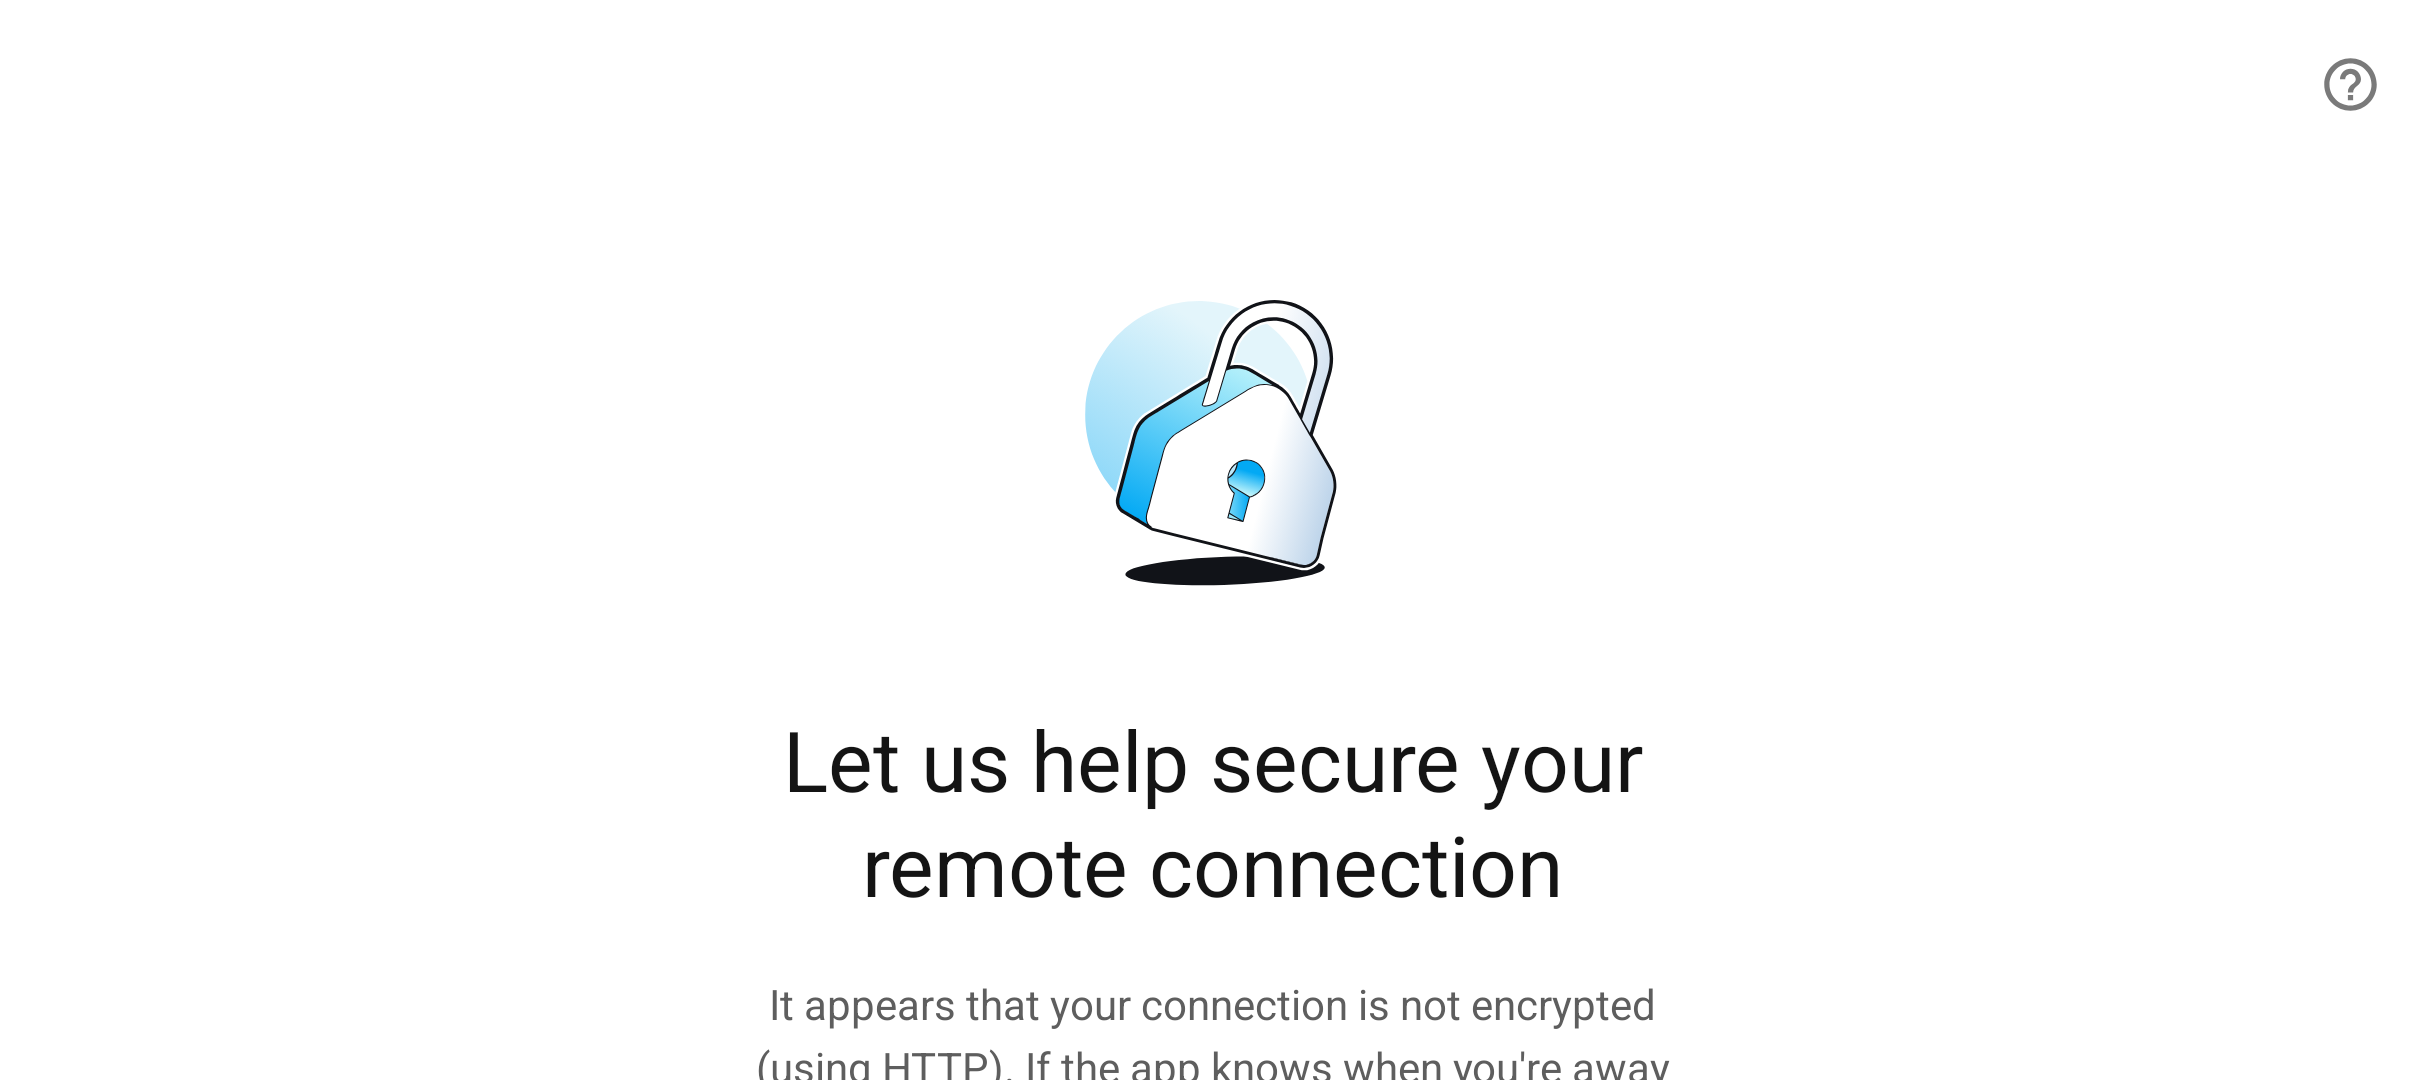 Let us help secure your
remote connection
It appears that your connection is not encrypted
(using HTTP). If the app knows when you're away